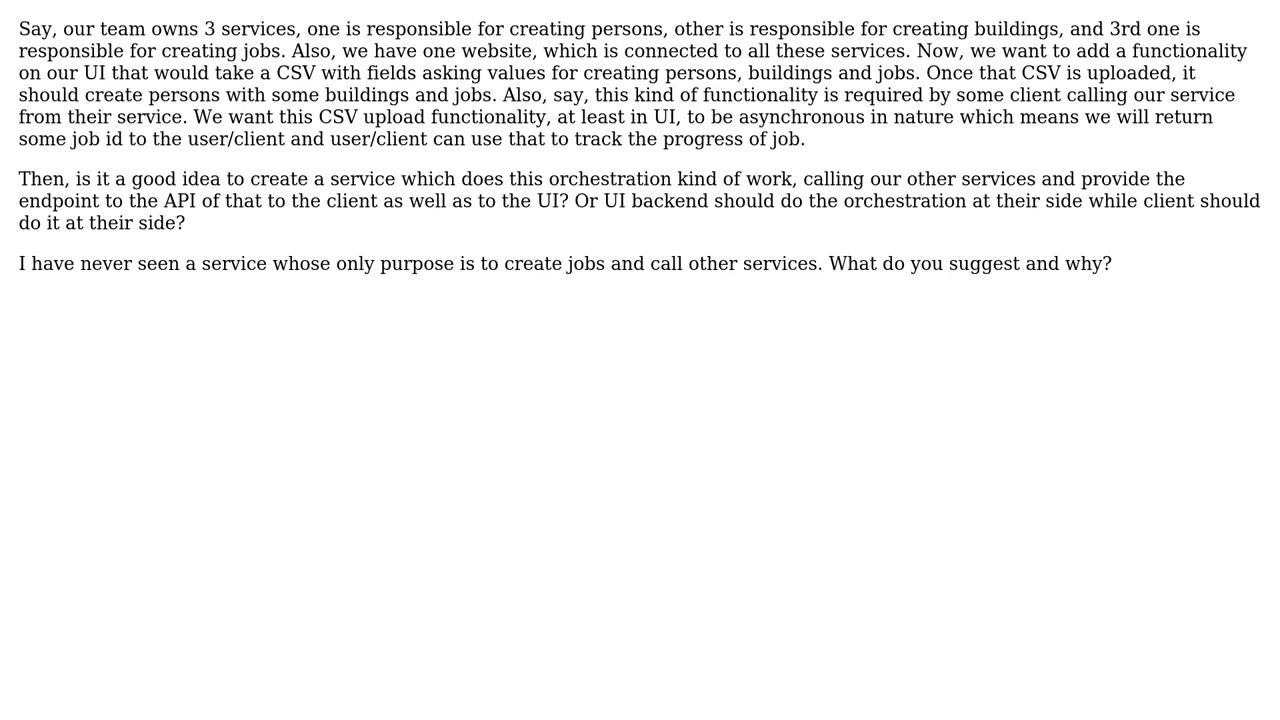 Say, our team owns 3 services, one is responsible for creating persons, other is responsible for creating buildings, and 3rd one is
responsible for creating jobs. Also, we have one website, which is connected to all these services. Now, we want to add a functionality
on our UI that would take a CSV with fields asking values for creating persons, buildings and jobs. Once that CSV is uploaded, it
should create persons with some buildings and jobs. Also, say, this kind of functionality is required by some client calling our service
from their service. We want this CSV upload functionality, at least in UI, to be asynchronous in nature which means we will return
some job id to the user/client and user/client can use that to track the progress of job.
Then, is it a good idea to create a service which does this orchestration kind of work, calling our other services and provide the
endpoint to the API of that to the client as well as to the UI? Or UI backend should do the orchestration at their side while client should
do it at their side?
I have never seen a service whose only purpose is to create jobs and call other services. What do you suggest and why?